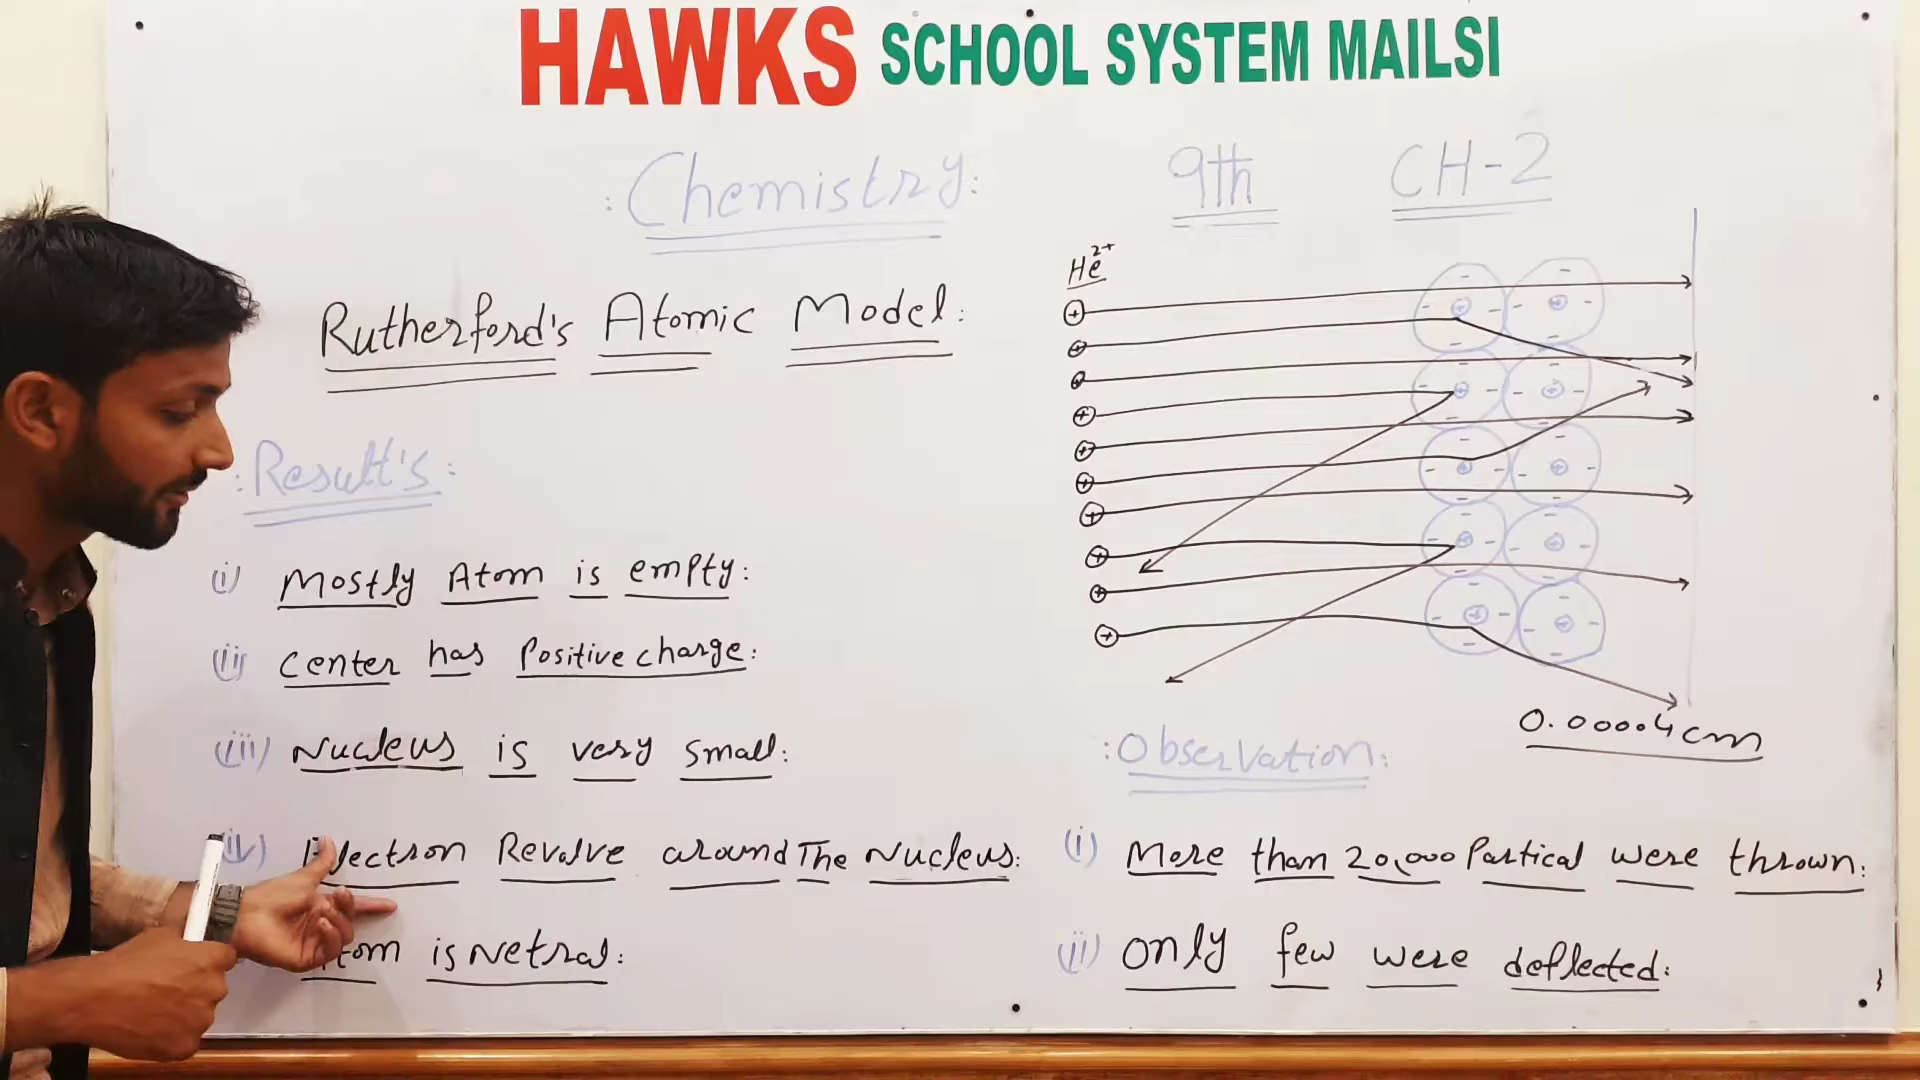 HAWKS SCHOOL SYSTEM MAILSI
: Chemistry: 9th CH-2
Rutherford's Atomic Model:
: Result's :
(i) Mostly Atom is empty:
(ii) Center has Positive charge:
(iii) Nucleus is very small:
(iv) Electron Revolve around The Nucleus:
Atom is Netral:
He2+
0.00004cm
: Observation:
(i) More than 20,000 Partical were thrown:
(ii) Only few were deflected: